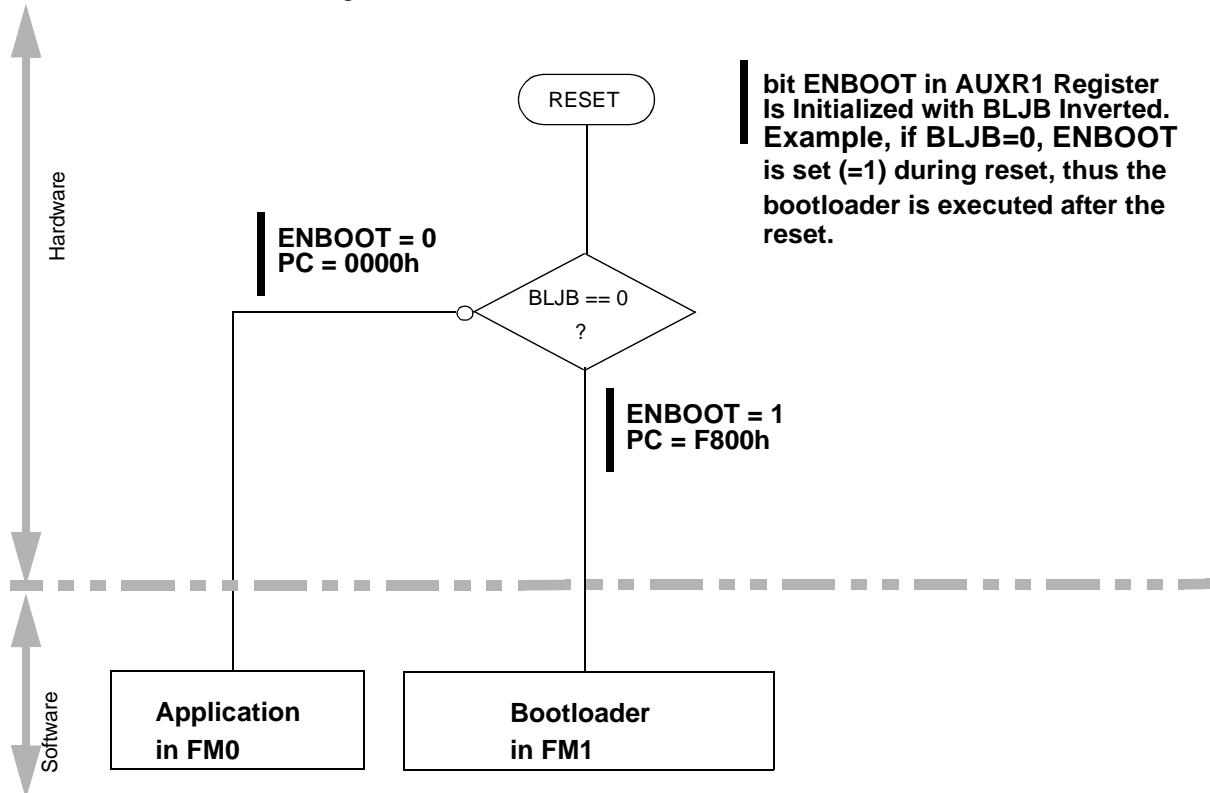 RESET
bit ENBOOT in AUXR1 Register
Is Initialized with BLJB Inverted.
Example, if BLJB=0, ENBOOT
is set (=1) during reset, thus the
bootloader is executed after the
reset.
Hardware
ENBOOT = 0
PC = 0000h
BLJB == 0
?
ENBOOT = 1
PC = F800h
Software
Application
in FM0
Bootloader
in FM1